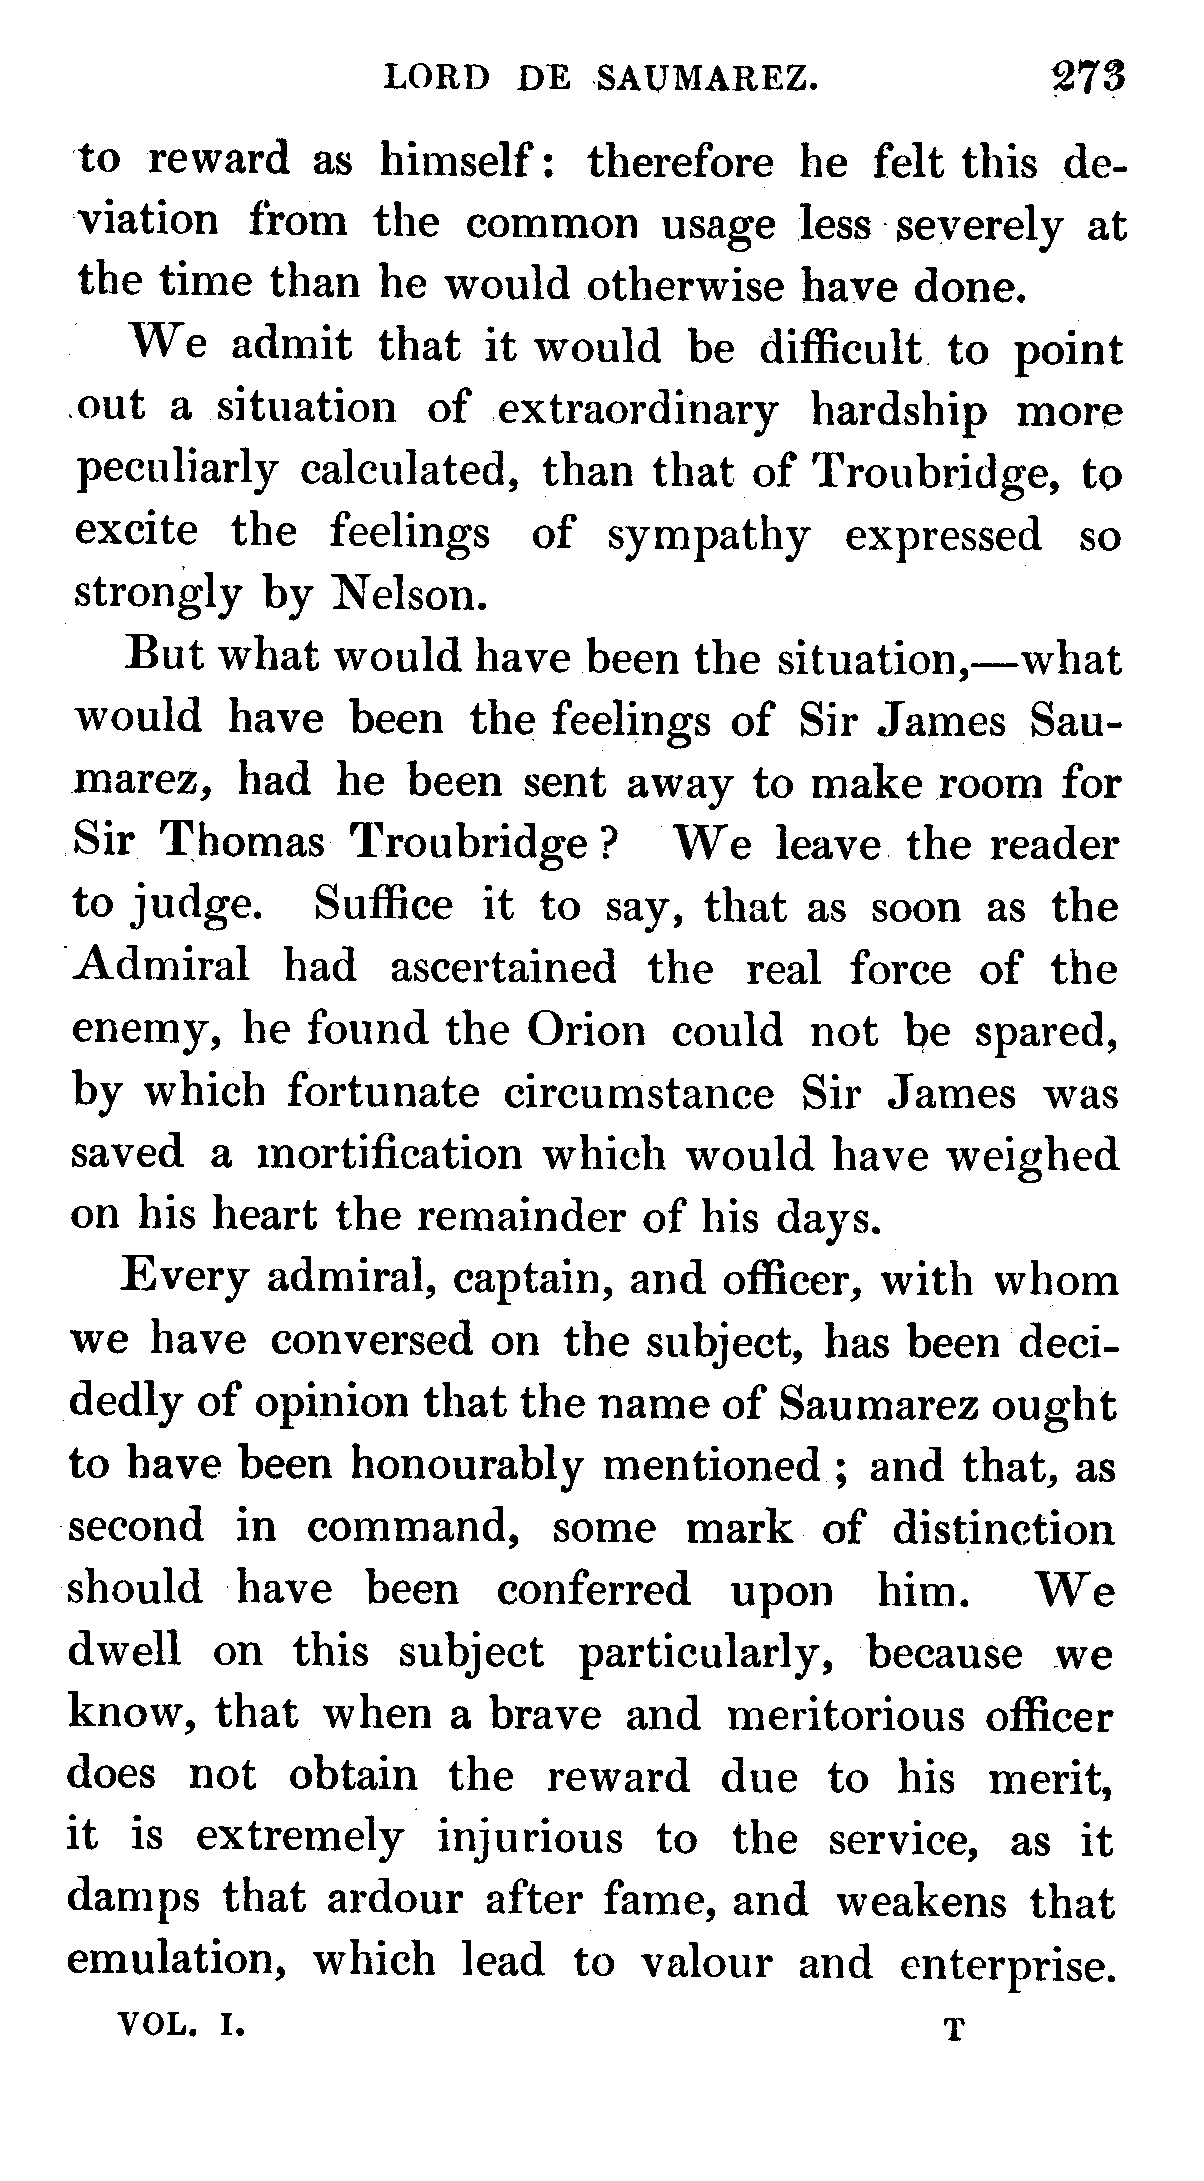 LORD DE SAUMAREZ. 273
to reward as himself: therefore he felt this de-
viation from the common usage less severely at
the time than he would otherwise have done.
We admit that it would be difficult to point
out a situation of extraordinary hardship more
peculiarly calculated, than that of Troubridge, to
excite the feelings of sympathy expressed so
strongly by Nelson.
But what would have been the situation,—what
would have been the feelings of Sir James Sau-
marez, had he been sent away to make room for
Sir Thomas Troubridge? We leave the reader
to judge. Suffice it to say, that as soon as the
Admiral had ascertained the real force of the
enemy, he found the Orion could not be spared,
by which fortunate circumstance Sir James was
saved a mortification which would have weighed
on his heart the remainder of his days.
Every admiral, captain, and officer, with whom
we have conversed on the subject, has been deci-
dedly of opinion that the name of Saumarez ought
to have been honourably mentioned; and that, as
second in command, some mark of distinction
should have been conferred upon him. We
dwell on this subject particularly, because we
know, that when a brave and meritorious officer
does not obtain the reward due to his merit,
it is extremely injurious to the service, as it
damps that ardour after fame, and weakens that
emulation, which lead to valour and enterprise.
VOL. I. T